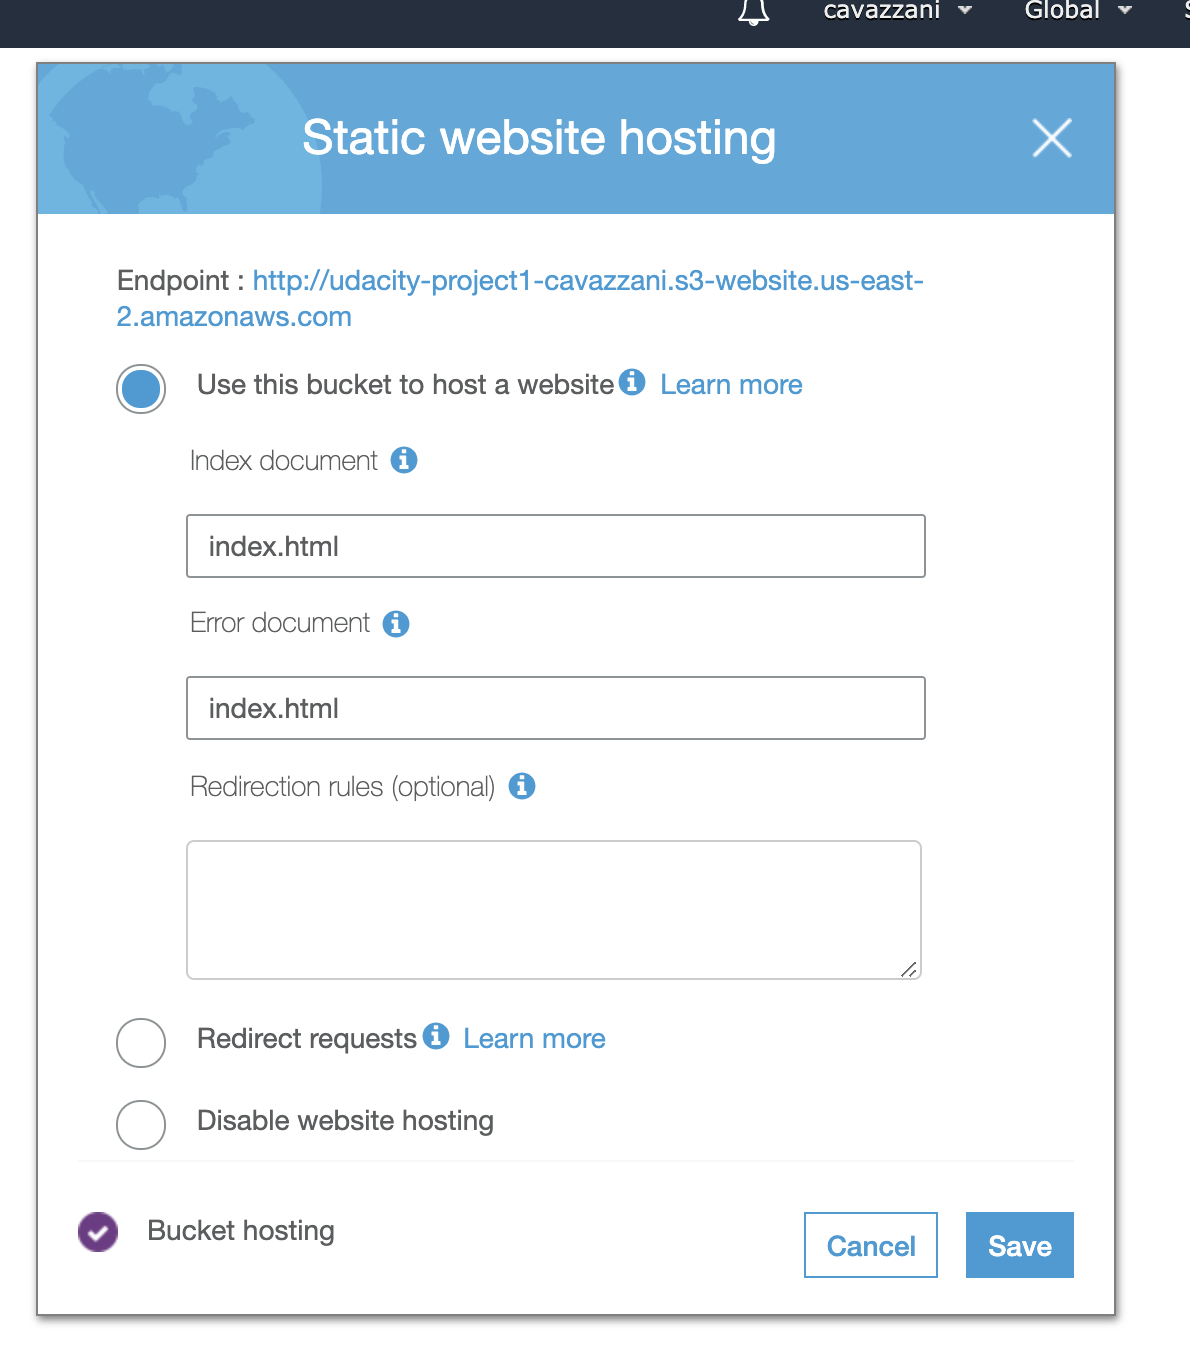 cavazzani Global
Static website hosting
Endpoint : http://udacity-project1-cavazzani.s3-website.us-east-
2.amazonaws.com
Use this bucket to host a website Learn more
Index document
index.html
Error document
index.html
Redirection rules (optional)
Redirect requests Learn more
Disable website hosting
Bucket hosting
Cancel Save